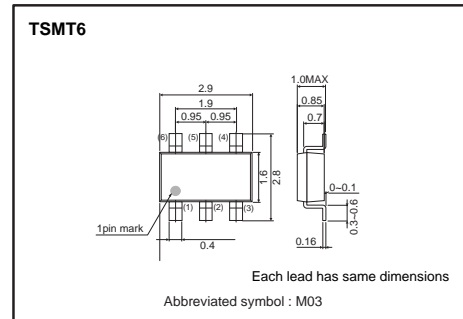 TSMT6
2.9
1.9
0.95 0.95
(6) (5) (4)
1.6
2.8
1pin mark
(1) (2) (3)
0.4
1.0MAX
0.85
0.7
0~0.1
0.3~0.6
0.16
Each lead has same dimensions
Abbreviated symbol : M03